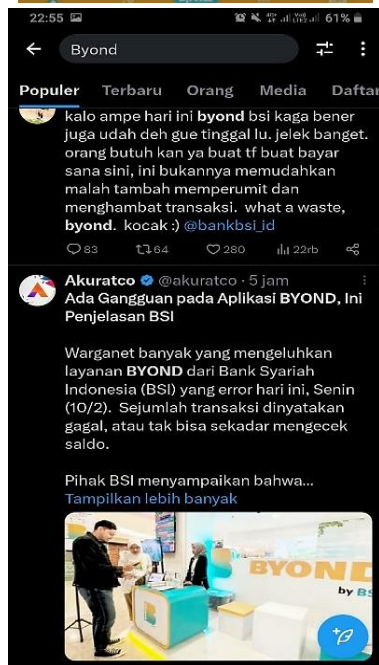 22:55 61%
Byond
Populer Terbaru Orang Media Daftar
kalo ampe hari ini byond bsi kaga bener
juga udah deh gue tinggal lu. jelek banget.
orang butuh kan ya buat tf buat bayar
sana sini, ini bukannya memudahkan
malah tambah memperumit dan
menghambat transaksi. what a waste,
byond. kocak :) @bankbsi_id
83 64 280 22rb
Akuratco @akuratco · 5 jam
Ada Gangguan pada Aplikasi BYOND, Ini
Penjelasan BSI
Warganet banyak yang mengeluhkan
layanan BYOND dari Bank Syariah
Indonesia (BSI) yang error hari ini, Senin
(10/2). Sejumlah transaksi dinyatakan
gagal, atau tak bisa sekadar mengecek
saldo.
Pihak BSI menyampaikan bahwa...
Tampilkan lebih banyak
BYOND
by BS